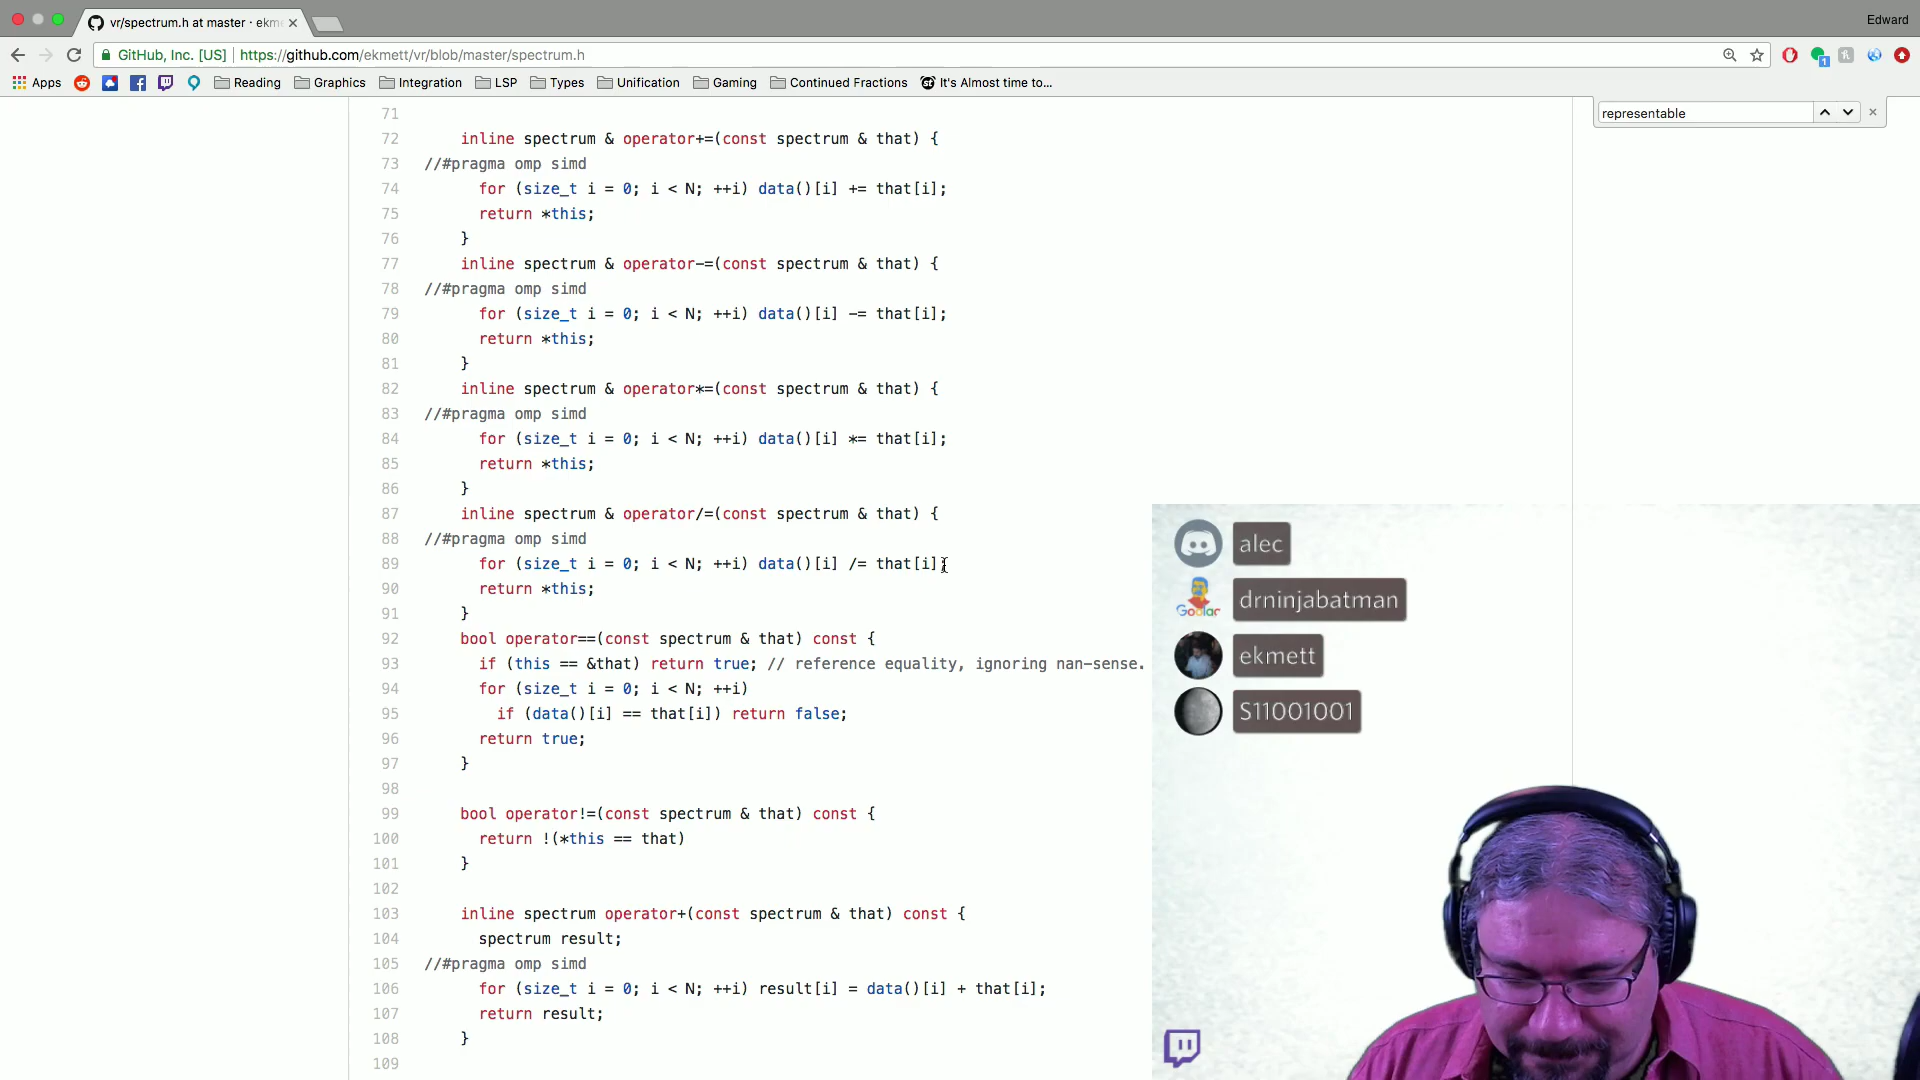 vr/spectrum.h at master · ekm
Edward
GitHub, Inc. [US] | https://github.com/ekmett/vr/blob/master/spectrum.h
Apps Reading Graphics Integration LSP Types Unification Gaming Continued Fractions It's Almost time to...
representable
71
72 inline spectrum & operator+=(const spectrum & that) {
73 //#pragma omp simd
74 for (size_t i = 0; i < N; ++i) data()[i] += that[i];
75 return *this;
76 }
77 inline spectrum & operator-=(const spectrum & that) {
78 //#pragma omp simd
79 for (size_t i = 0; i < N; ++i) data()[i] -= that[i];
80 return *this;
81 }
82 inline spectrum & operator*=(const spectrum & that) {
83 //#pragma omp simd
84 for (size_t i = 0; i < N; ++i) data()[i] *= that[i];
85 return *this;
86 }
87 inline spectrum & operator/=(const spectrum & that) {
88 //#pragma omp simd
89 for (size_t i = 0; i < N; ++i) data()[i] /= that[i];
90 return *this;
91 }
92 bool operator==(const spectrum & that) const {
93 if (this == &that) return true; // reference equality, ignoring nan-sense.
94 for (size_t i = 0; i < N; ++i)
95 if (data()[i] == that[i]) return false;
96 return true;
97 }
98
99 bool operator!=(const spectrum & that) const {
100 return !(*this == that)
101 }
102
103 inline spectrum operator+(const spectrum & that) const {
104 spectrum result;
105 //#pragma omp simd
106 for (size_t i = 0; i < N; ++i) result[i] = data()[i] + that[i];
107 return result;
108 }
109
alec
Goolar
drninjabatman
ekmett
S11001001